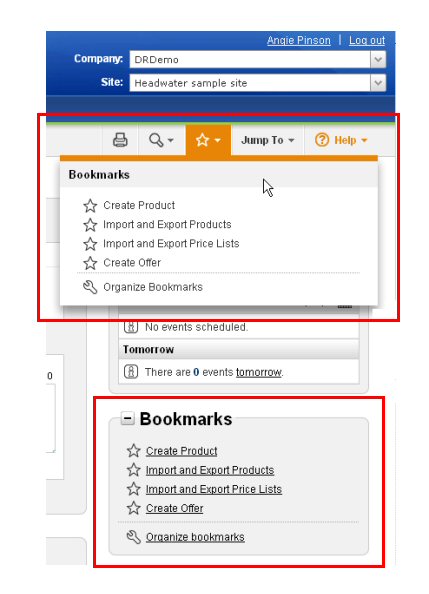 Angie Pinson | Log out
Company: DRDemo
Site: Headwater sample site
Jump To Help
Bookmarks
Create Product
Import and Export Products
Import and Export Price Lists
Create Offer
Organize Bookmarks
No events scheduled.
Tomorrow
There are 0 events tomorrow.
0
Bookmarks
Create Product
Import and Export Products
Import and Export Price Lists
Create Offer
Organize bookmarks